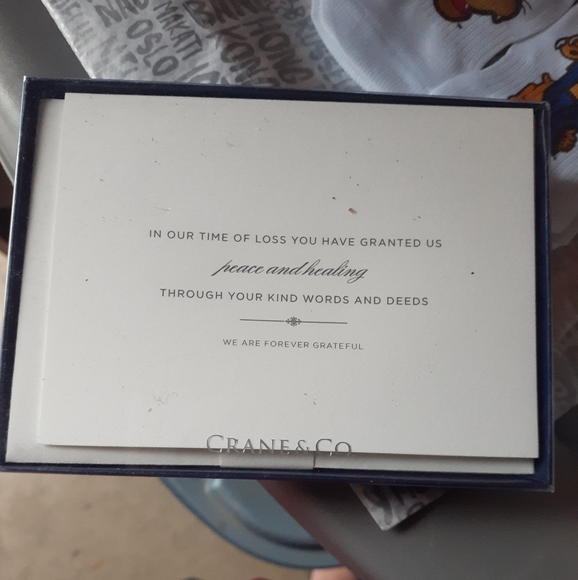 MAKATI
OSLO
HONG
KONG
IN OUR TIME OF LOSS YOU HAVE GRANTED US
peace and healing
THROUGH YOUR KIND WORDS AND DEEDS
WE ARE FOREVER GRATEFUL
CRANE & CO